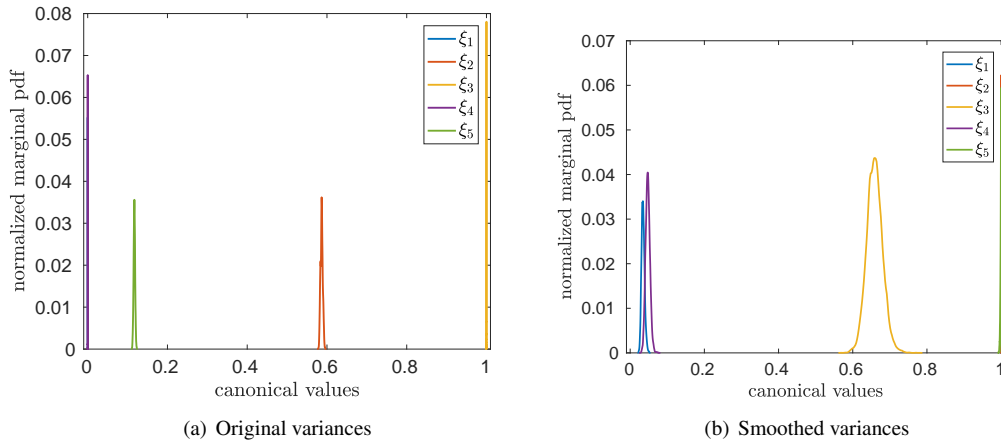 0.08
0.07
0.06
0.05
0.04
0.03
0.02
0.01
0
normalized marginal pdf
0 0.2 0.4 0.6 0.8 1
canonical values
ξ1
ξ2
ξ3
ξ4
ξ5
(a) Original variances
0.07
0.06
0.05
0.04
0.03
0.02
0.01
0
normalized marginal pdf
0 0.2 0.4 0.6 0.8 1
canonical values
ξ1
ξ2
ξ3
ξ4
ξ5
(b) Smoothed variances